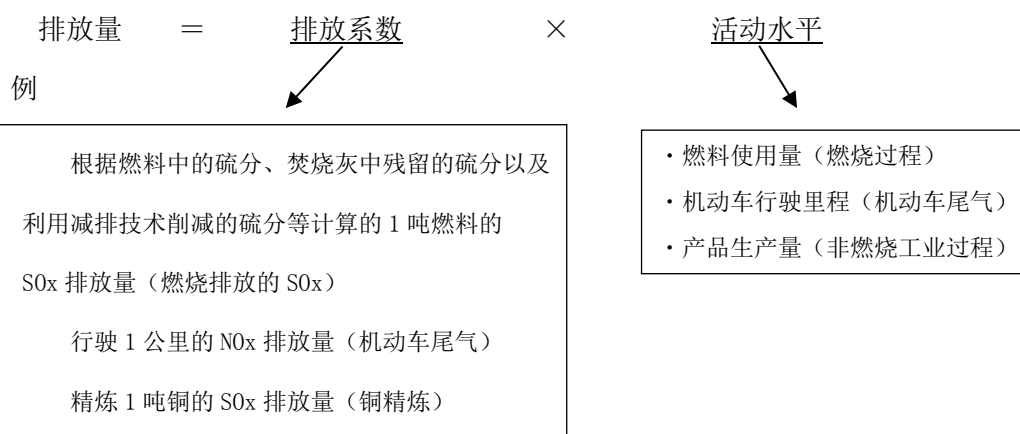 排放量 = 排放系数 × 活动水平
例
根据燃料中的硫分、焚烧灰中残留的硫分以及
利用减排技术削减的硫分等计算的 1 吨燃料的
SOx 排放量（燃烧排放的 SOx）
行驶 1 公里的 NOx 排放量（机动车尾气）
精炼 1 吨铜的 SOx 排放量（铜精炼）
・燃料使用量（燃烧过程）
・机动车行驶里程（机动车尾气）
・产品生产量（非燃烧工业过程）